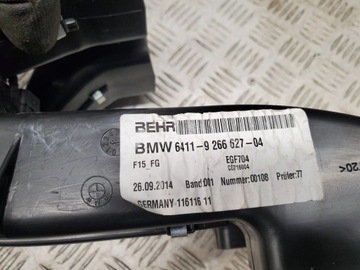 BEHR
BMW 6411-9 266 627-04
F15_FG EGF704
26.09.2014 Band:001 Nummer:00108 Prüfer:77
GERMANY 116116 11